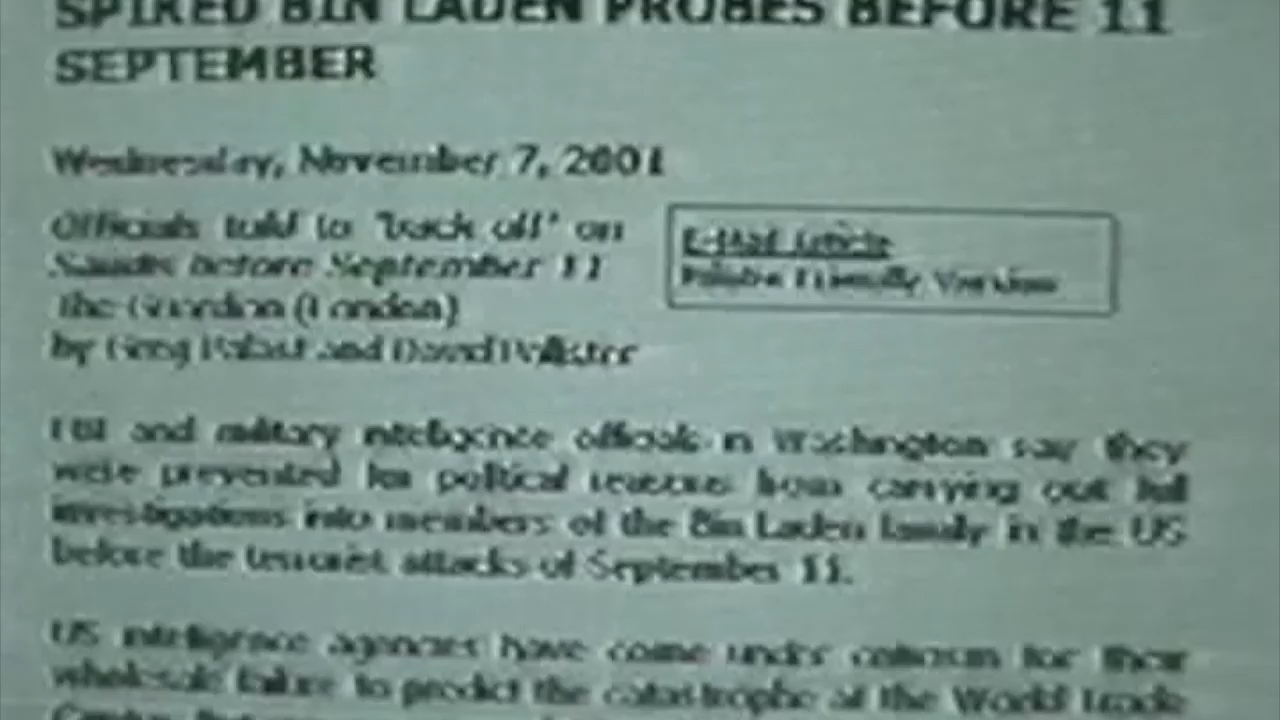 SPIKED BIN LADEN PROBES BEFORE 11
SEPTEMBER
Wednesday, November 7, 2001
Officials told to "back off" on
Saudis before September 11
The Guardian (London)
by Greg Palast and David Pallister
E-Mail Article
Printer Friendly Version
FBI and military intelligence officials in Washington say they
were prevented for political reasons from carrying out full
investigations into members of the Bin Laden family in the US
before the terrorist attacks of September 11.
US intelligence agencies have come under criticism for their
wholesale failure to predict the catastrophe at the World Trade